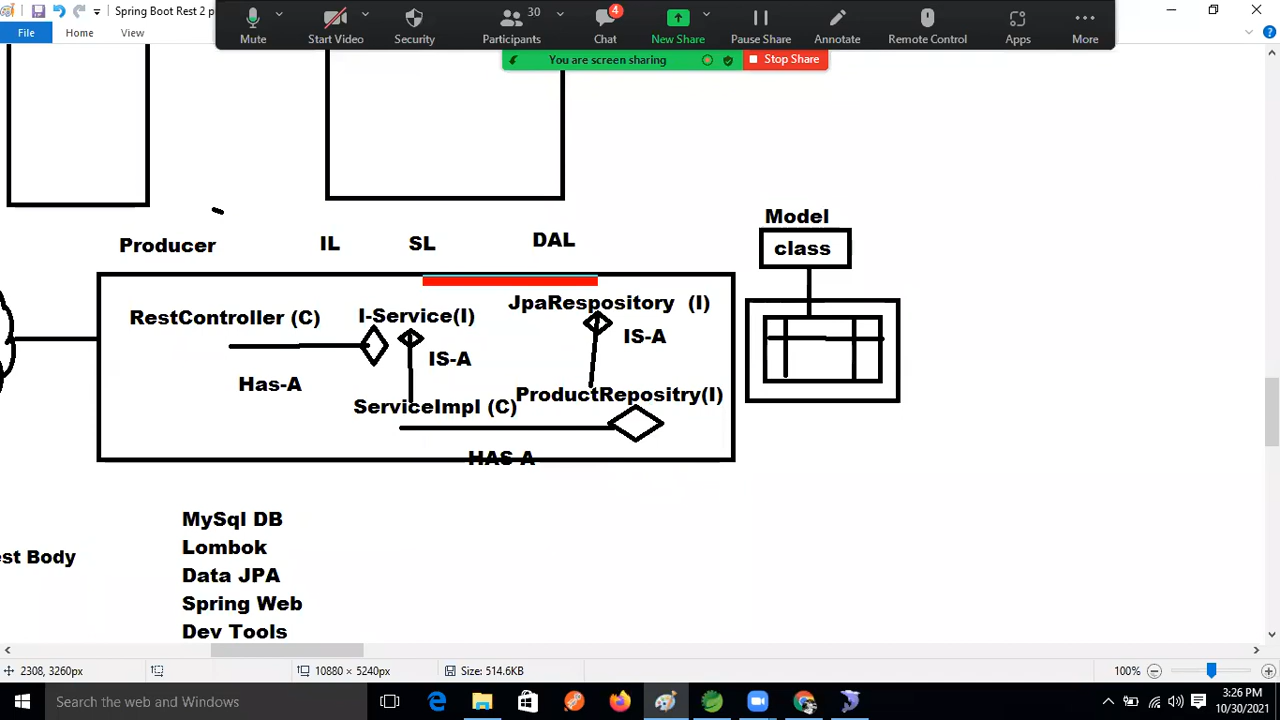 Spring Boot Rest 2 p
File Home View
Mute Start Video Security Participants 30 Chat 4 New Share Pause Share Annotate Remote Control Apps More
You are screen sharing Stop Share
Model
class
Producer IL SL DAL
RestController (C) I-Service(I) JpaRespository (I)
IS-A IS-A
Has-A
ServiceImpl (C) ProductRepositry(I)
HAS-A
MySql DB
Lombok
est Body
Data JPA
Spring Web
Dev Tools
2308, 3260px 10880 × 5240px Size: 514.6KB 100%
Search the web and Windows
3:26 PM
10/30/2021